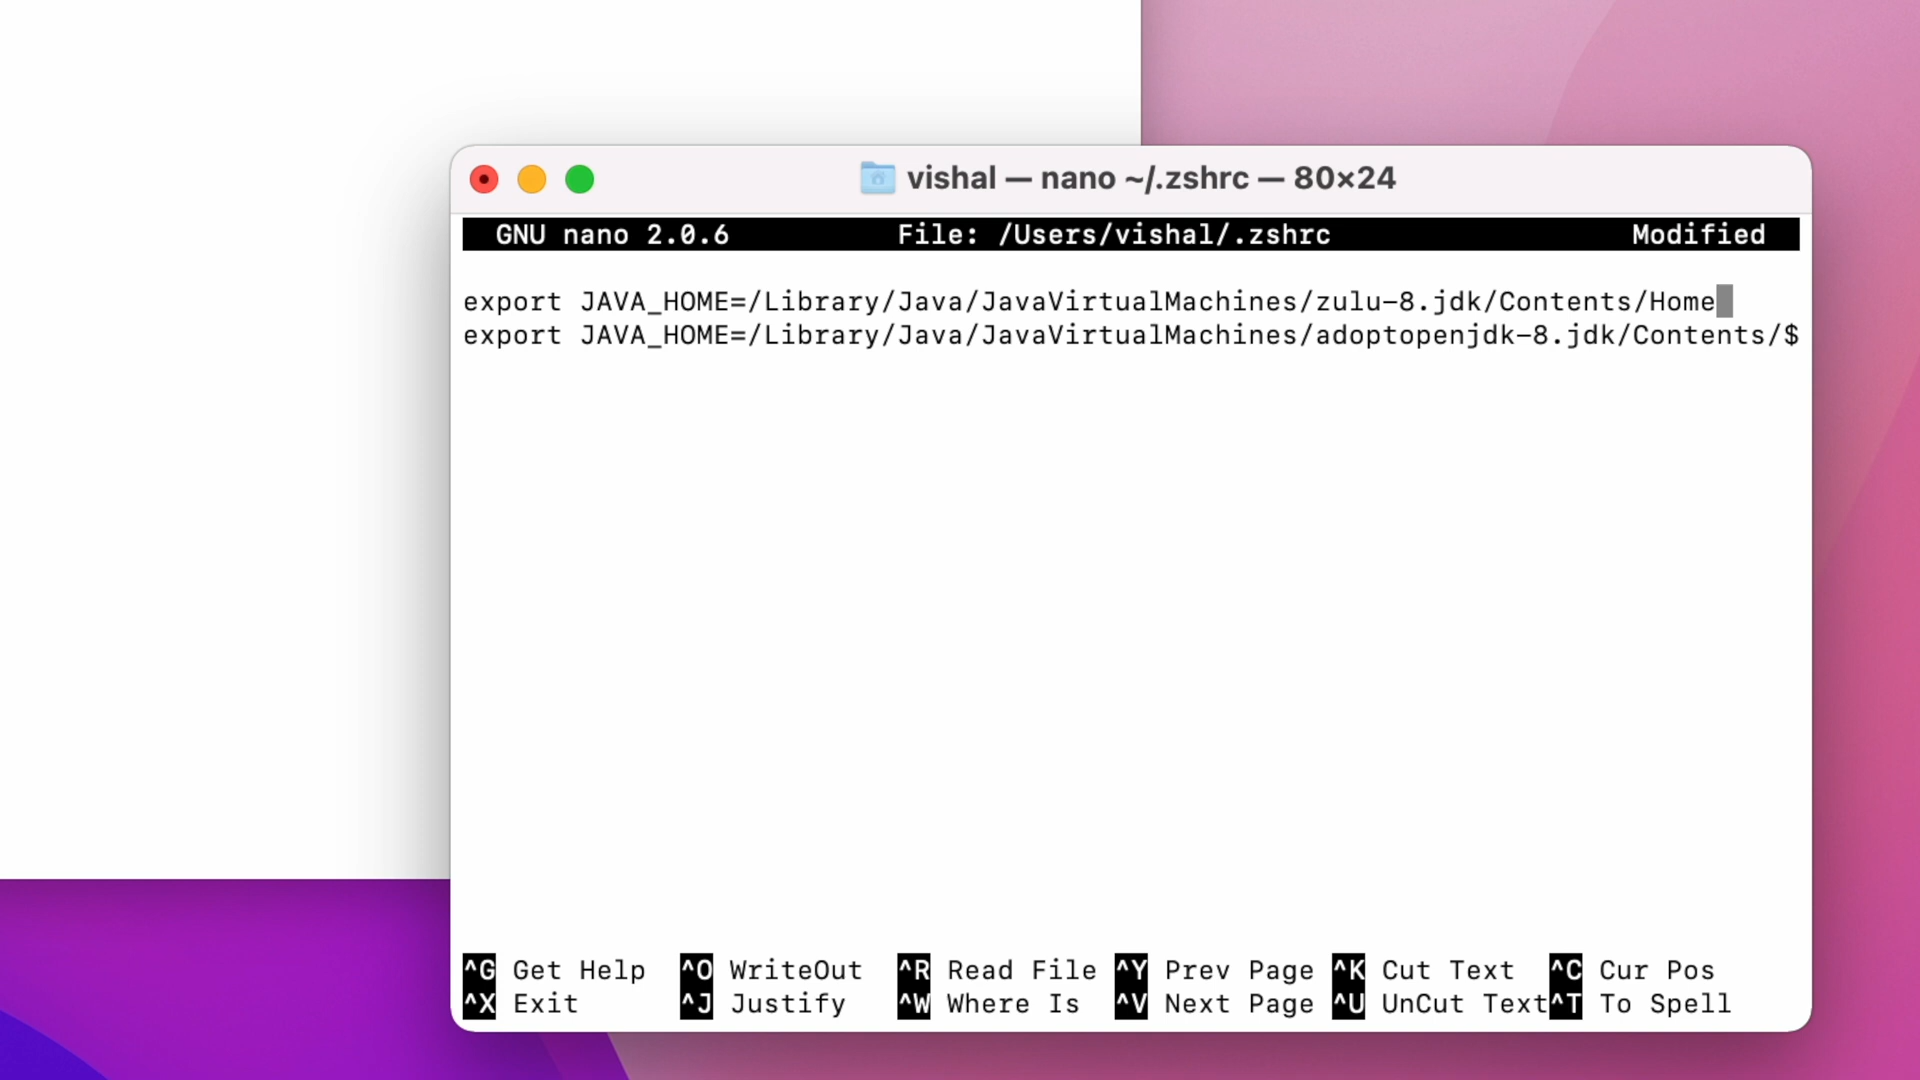 vishal — nano ~/.zshrc — 80×24
GNU nano 2.0.6 File: /Users/vishal/.zshrc Modified
export JAVA_HOME=/Library/Java/JavaVirtualMachines/zulu-8.jdk/Contents/Home
export JAVA_HOME=/Library/Java/JavaVirtualMachines/adoptopenjdk-8.jdk/Contents/$
^G Get Help ^O WriteOut ^R Read File ^Y Prev Page ^K Cut Text ^C Cur Pos
^X Exit ^J Justify ^W Where Is ^V Next Page ^U UnCut Text ^T To Spell